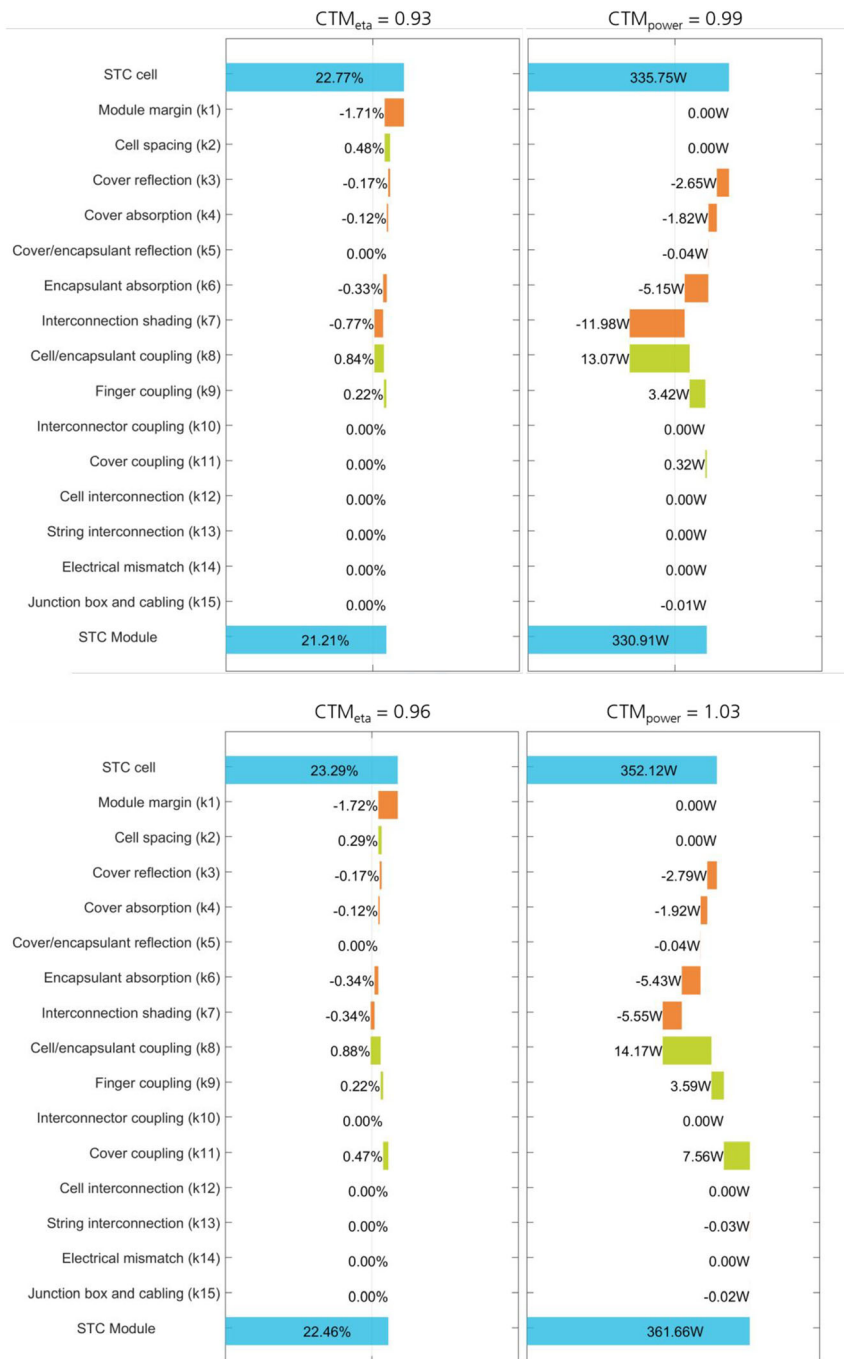 CTMeta = 0.93 CTMpower = 0.99
STC cell 22.77% 335.75W
Module margin (k1) -1.71% 0.00W
Cell spacing (k2) 0.48% 0.00W
Cover reflection (k3) -0.17% -2.65W
Cover absorption (k4) -0.12% -1.82W
Cover/encapsulant reflection (k5) 0.00% -0.04W
Encapsulant absorption (k6) -0.33% -5.15W
Interconnection shading (k7) -0.77% -11.98W
Cell/encapsulant coupling (k8) 0.84% 13.07W
Finger coupling (k9) 0.22% 3.42W
Interconnector coupling (k10) 0.00% 0.00W
Cover coupling (k11) 0.00% 0.32W
Cell interconnection (k12) 0.00% 0.00W
String interconnection (k13) 0.00% 0.00W
Electrical mismatch (k14) 0.00% 0.00W
Junction box and cabling (k15) 0.00% -0.01W
STC Module 21.21% 330.91W
CTMeta = 0.96 CTMpower = 1.03
STC cell 23.29% 352.12W
Module margin (k1) -1.72% 0.00W
Cell spacing (k2) 0.29% 0.00W
Cover reflection (k3) -0.17% -2.79W
Cover absorption (k4) -0.12% -1.92W
Cover/encapsulant reflection (k5) 0.00% -0.04W
Encapsulant absorption (k6) -0.34% -5.43W
Interconnection shading (k7) -0.34% -5.55W
Cell/encapsulant coupling (k8) 0.88% 14.17W
Finger coupling (k9) 0.22% 3.59W
Interconnector coupling (k10) 0.00% 0.00W
Cover coupling (k11) 0.47% 7.56W
Cell interconnection (k12) 0.00% 0.00W
String interconnection (k13) 0.00% -0.03W
Electrical mismatch (k14) 0.00% 0.00W
Junction box and cabling (k15) 0.00% -0.02W
STC Module 22.46% 361.66W